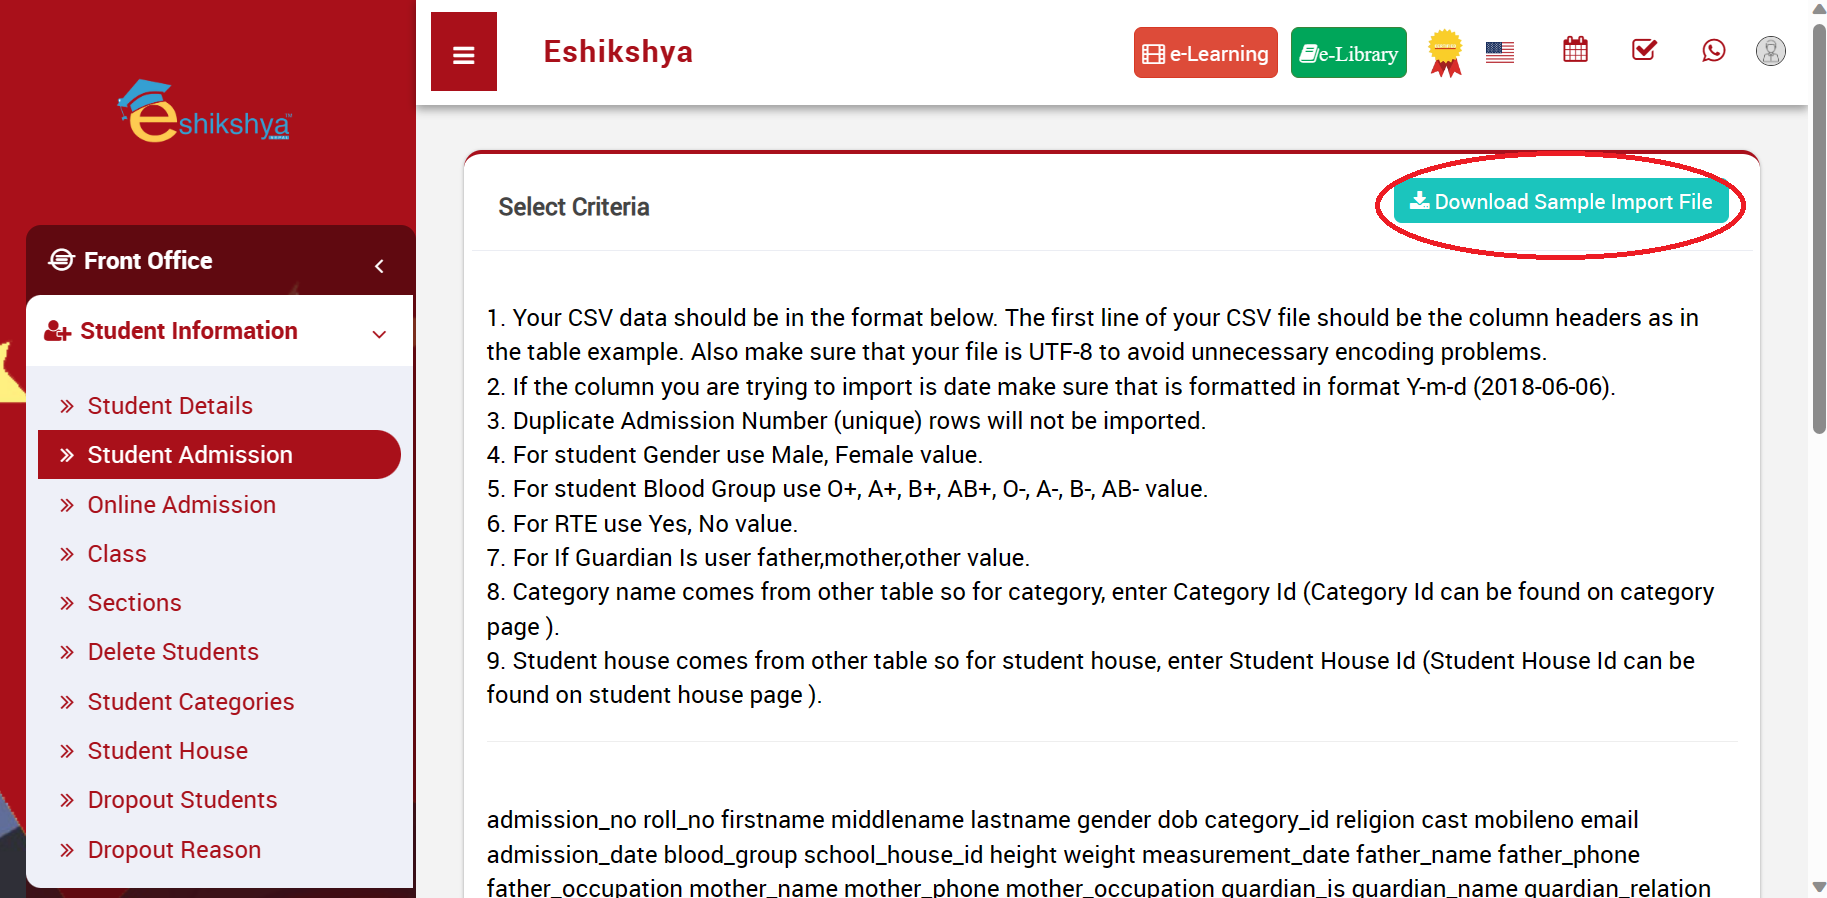 Eshikshya
e-Learning
e-Library
eshikshya
Front Office
Student Information
Student Details
Student Admission
Online Admission
Class
Sections
Delete Students
Student Categories
Student House
Dropout Students
Dropout Reason
Select Criteria
Download Sample Import File
1. Your CSV data should be in the format below. The first line of your CSV file should be the column headers as in
the table example. Also make sure that your file is UTF-8 to avoid unnecessary encoding problems.
2. If the column you are trying to import is date make sure that is formatted in format Y-m-d (2018-06-06).
3. Duplicate Admission Number (unique) rows will not be imported.
4. For student Gender use Male, Female value.
5. For student Blood Group use O+, A+, B+, AB+, O-, A-, B-, AB- value.
6. For RTE use Yes, No value.
7. For If Guardian Is user father,mother,other value.
8. Category name comes from other table so for category, enter Category Id (Category Id can be found on category
page ).
9. Student house comes from other table so for student house, enter Student House Id (Student House Id can be
found on student house page ).
admission_no roll_no firstname middlename lastname gender dob category_id religion cast mobileno email
admission_date blood_group school_house_id height weight measurement_date father_name father_phone
father_occupation mother_name mother_phone mother_occupation guardian_is guardian_name guardian_relation